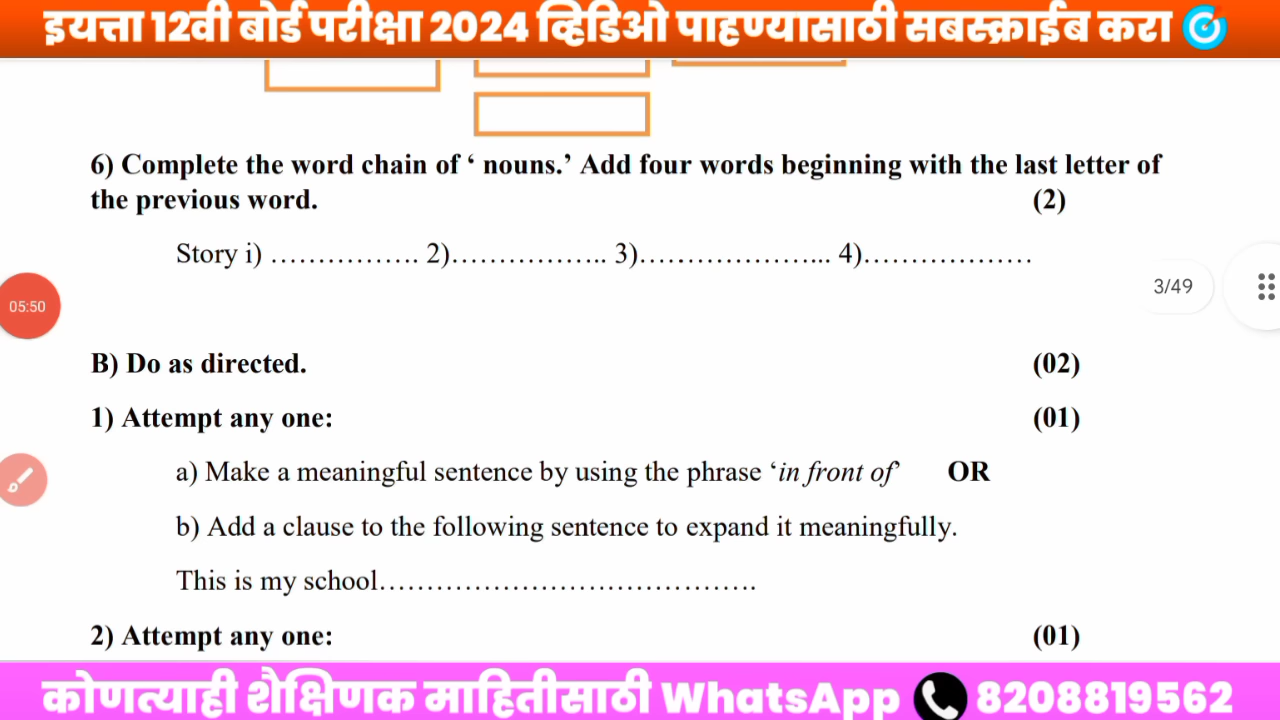 इयत्ता 12वी बोर्ड परीक्षा 2024 व्हिडिओ पाहण्यासाठी सबस्क्राईब करा
6) Complete the word chain of ‘ nouns.’ Add four words beginning with the last letter of
the previous word. (2)
Story i) ……………. 2)…………….. 3)………………... 4)………………
3/49
05:50
B) Do as directed. (02)
1) Attempt any one: (01)
a) Make a meaningful sentence by using the phrase ‘in front of’ OR
b) Add a clause to the following sentence to expand it meaningfully.
This is my school………………………………….
2) Attempt any one: (01)
कोणत्याही शैक्षिणक माहितीसाठी WhatsApp 8208819562